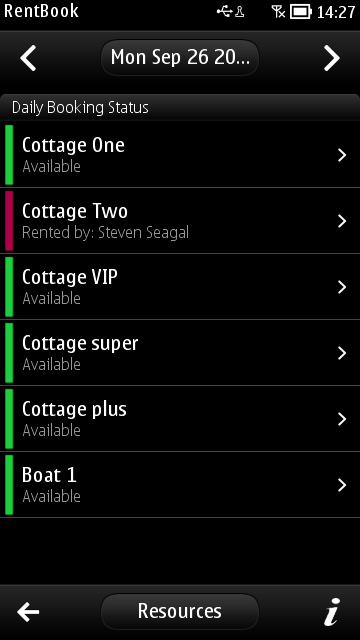 RentBook
14:27
Mon Sep 26 20...
Daily Booking Status
Cottage One
Available
Cottage Two
Rented by: Steven Seagal
Cottage VIP
Available
Cottage super
Available
Cottage plus
Available
Boat 1
Available
Resources